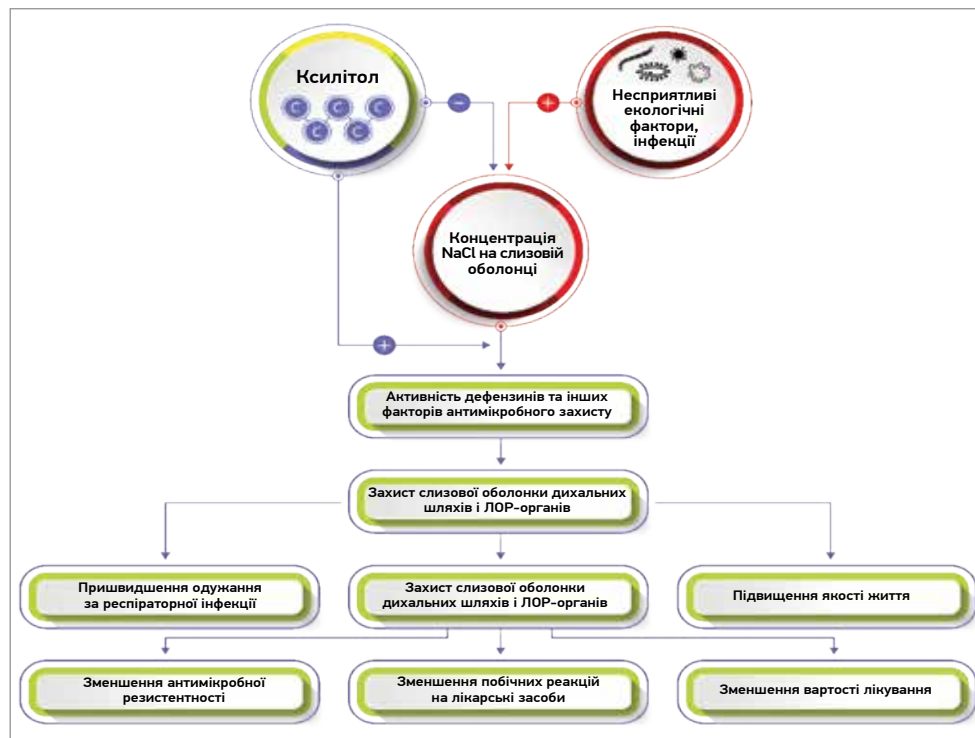 Ксилітол
C C C
C C
−
+
Несприятливі
екологічні
фактори,
інфекції
Концентрація
NaCl на слизовій
оболонці
+
Активність дефензинів та інших
факторів антимікробного захисту
Захист слизової оболонки дихальних
шляхів і ЛОР-органів
Пришвидшення одужання
за респіраторної інфекції
Захист слизової оболонки
дихальних шляхів і ЛОР-органів
Підвищення якості життя
Зменшення антимікробної
резистентності
Зменшення побічних реакцій
на лікарські засоби
Зменшення вартості лікування